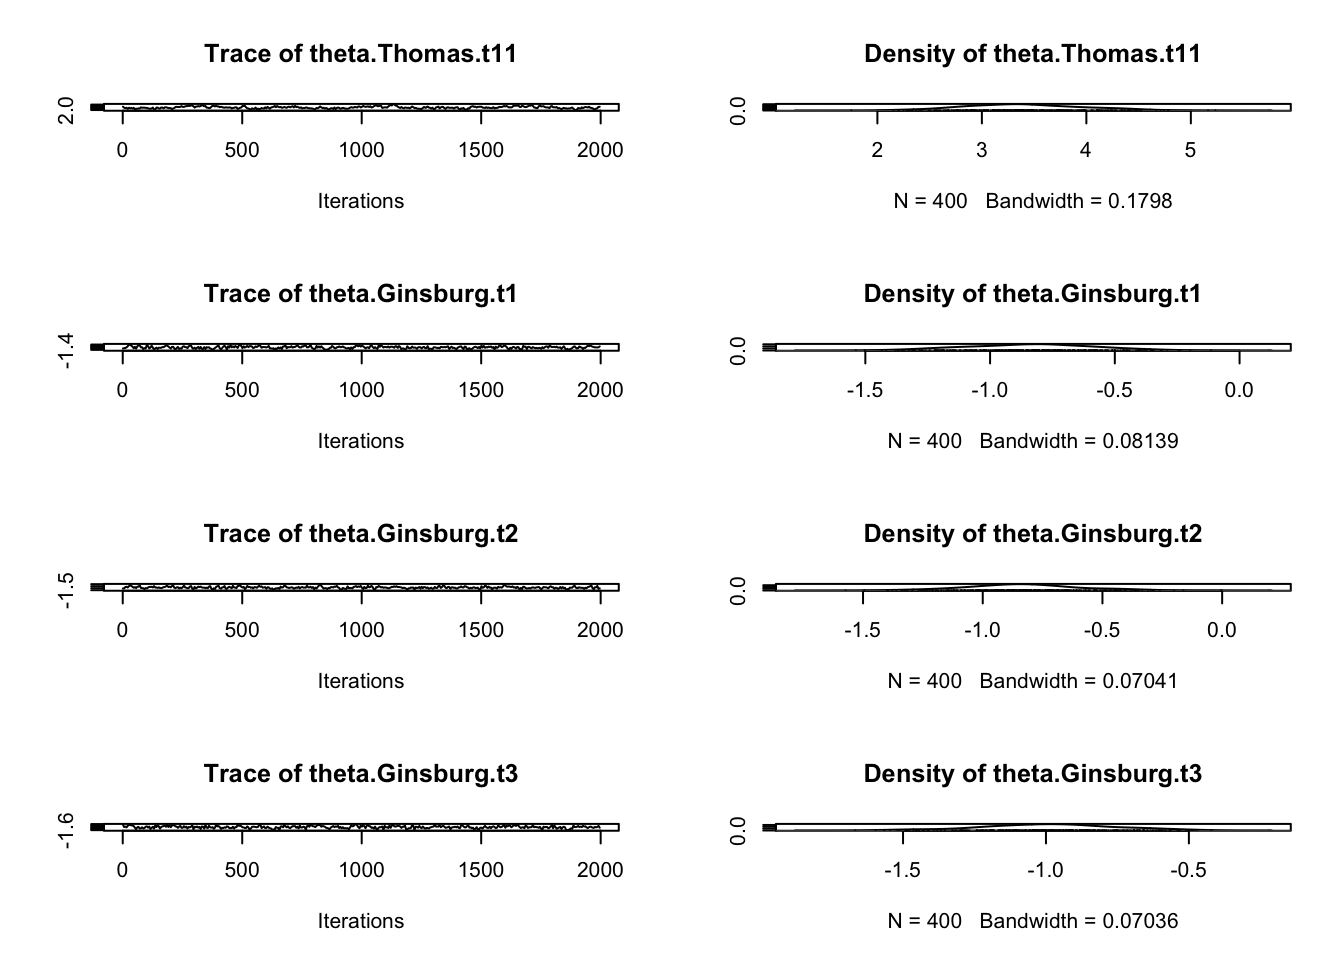 Trace of theta.Thomas.t11
2.0
0 500 1000 1500 2000
Iterations
Density of theta.Thomas.t11
0.0
2 3 4 5
N = 400 Bandwidth = 0.1798
Trace of theta.Ginsburg.t1
-1.4
0 500 1000 1500 2000
Iterations
Density of theta.Ginsburg.t1
0.0
-1.5 -1.0 -0.5 0.0
N = 400 Bandwidth = 0.08139
Trace of theta.Ginsburg.t2
-1.5
0 500 1000 1500 2000
Iterations
Density of theta.Ginsburg.t2
0.0
-1.5 -1.0 -0.5 0.0
N = 400 Bandwidth = 0.07041
Trace of theta.Ginsburg.t3
-1.6
0 500 1000 1500 2000
Iterations
Density of theta.Ginsburg.t3
0.0
-1.5 -1.0 -0.5
N = 400 Bandwidth = 0.07036